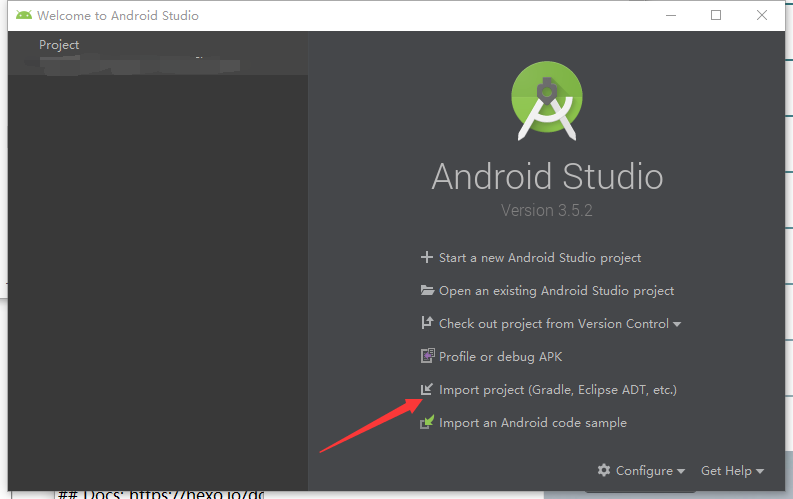 Welcome to Android Studio
Project
Android Studio
Version 3.5.2
Start a new Android Studio project
Open an existing Android Studio project
Check out project from Version Control
Profile or debug APK
Import project (Gradle, Eclipse ADT, etc.)
Import an Android code sample
Configure
Get Help
## Docs: https://hexo.io/do